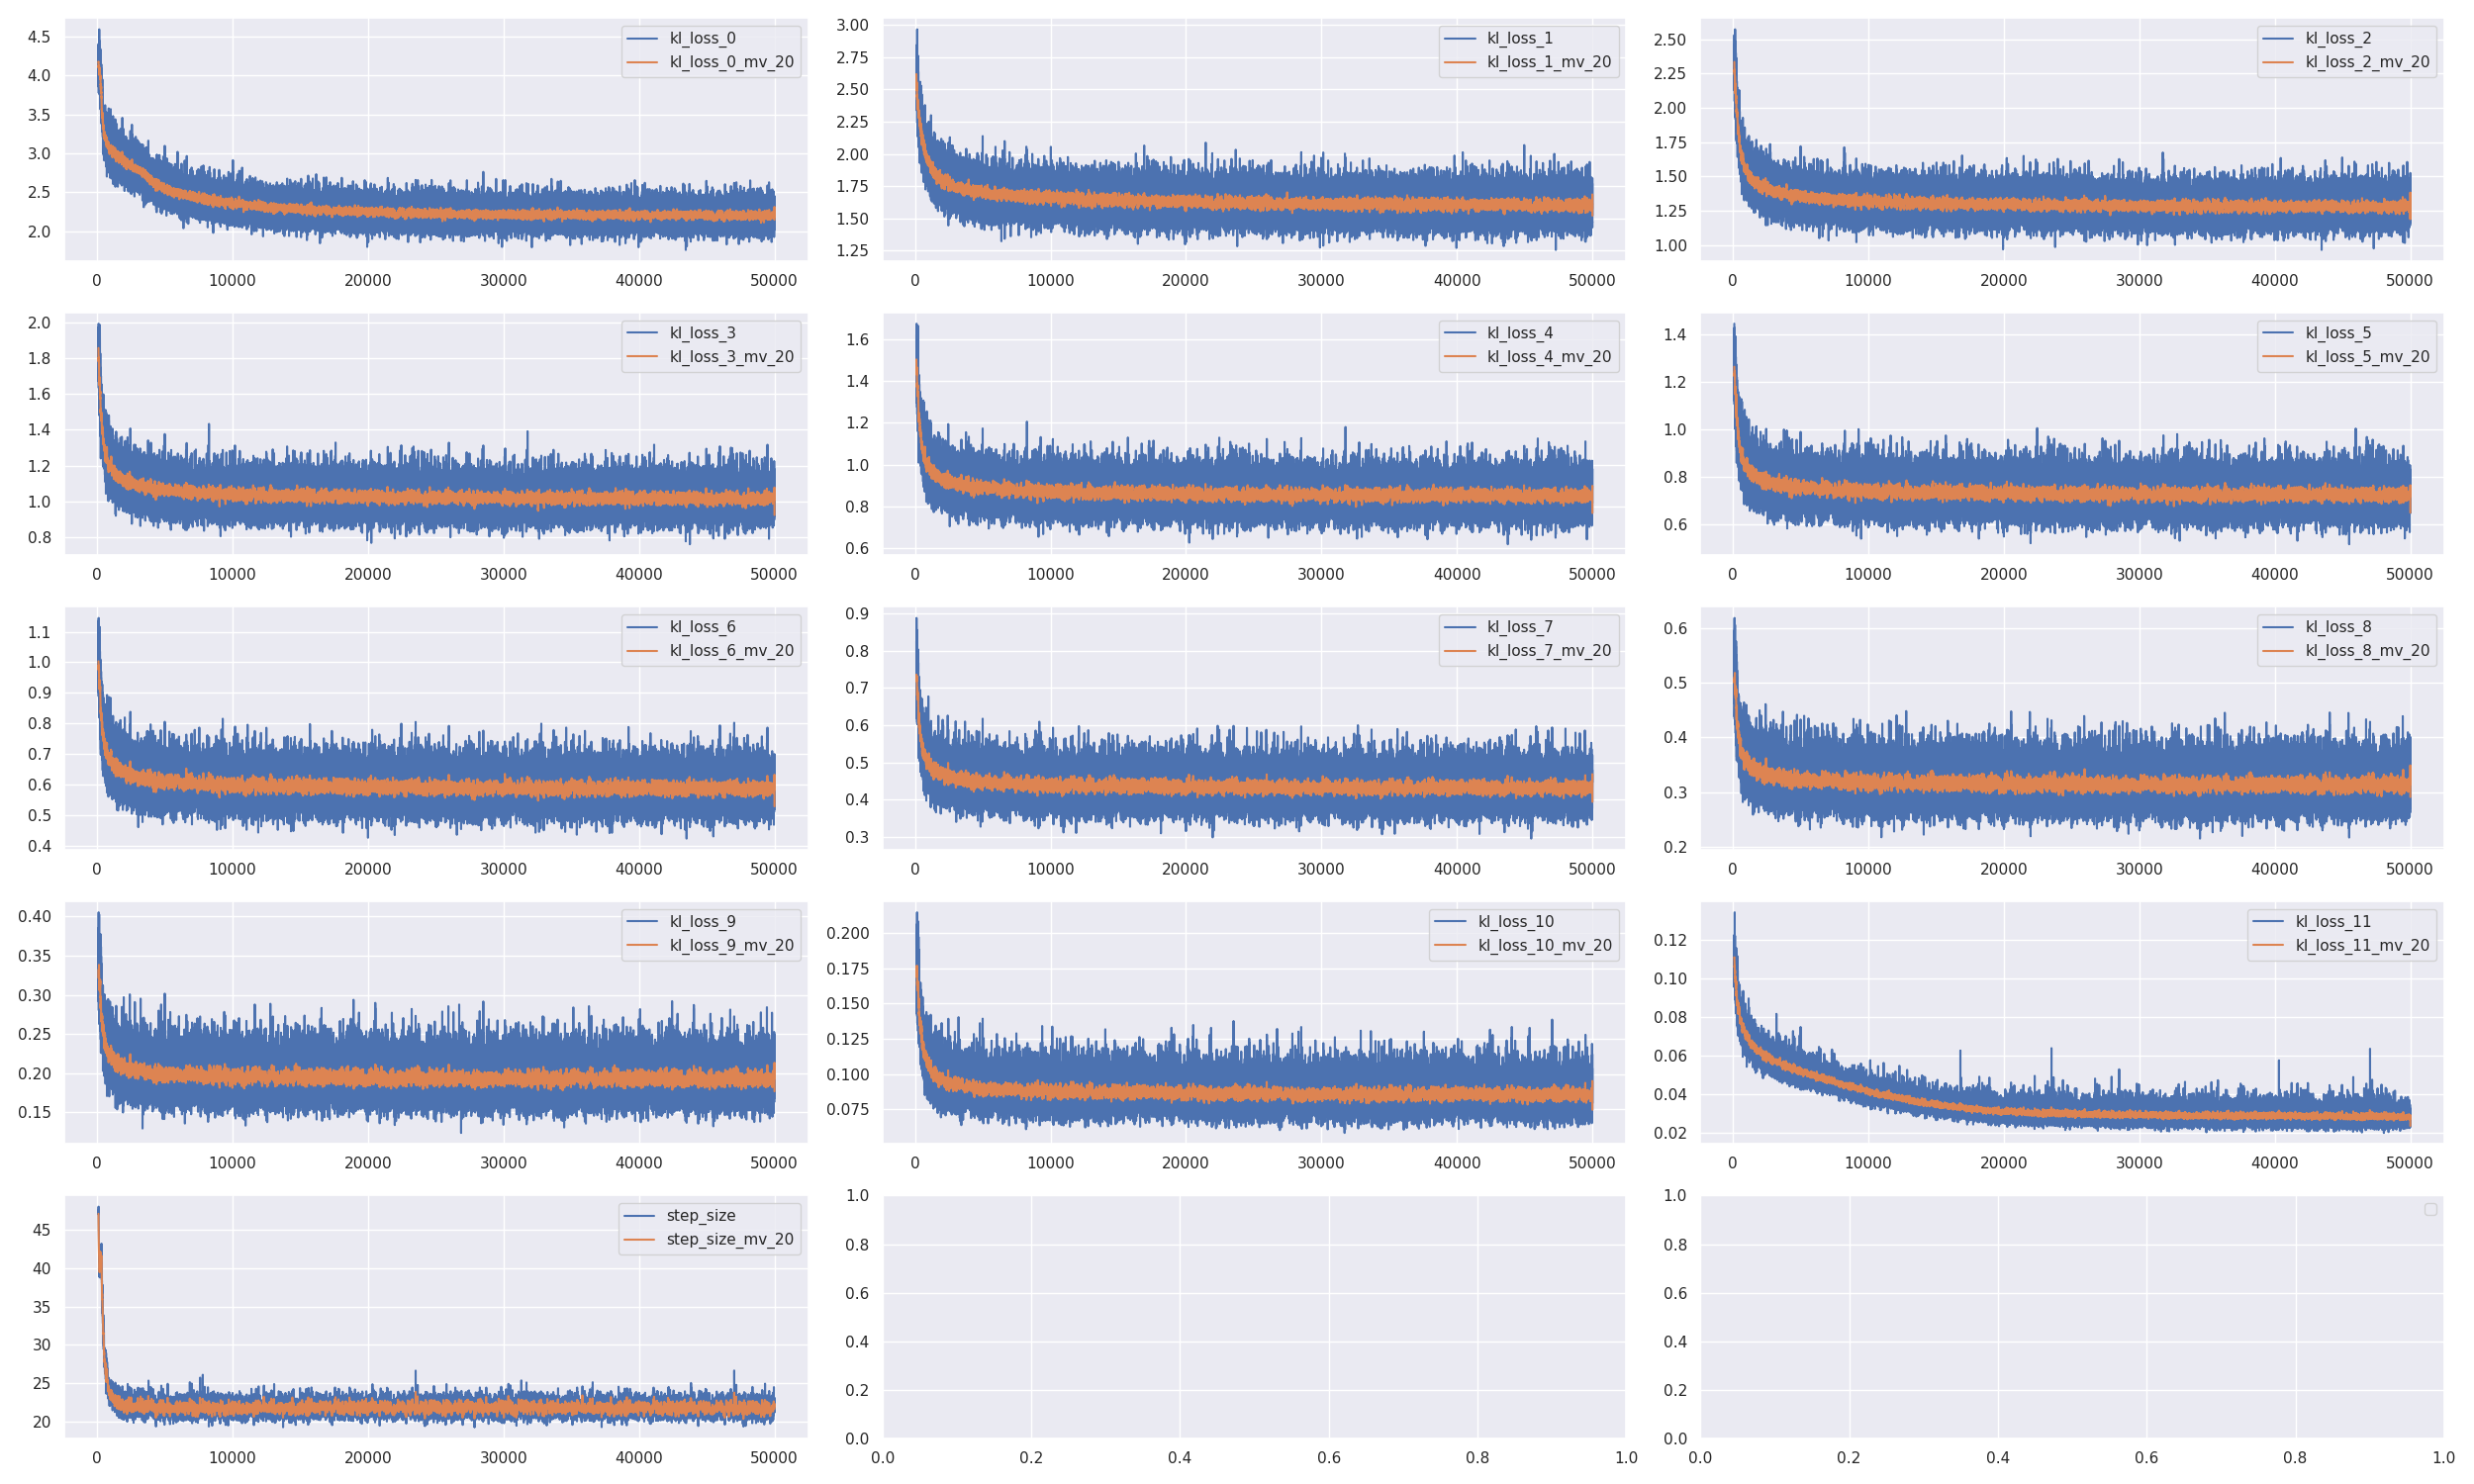 4.5
4.0
3.5
3.0
2.5
2.0
kl_loss_0
kl_loss_0_mv_20
0 10000 20000 30000 40000 50000
3.00
2.75
2.50
2.25
2.00
1.75
1.50
1.25
kl_loss_1
kl_loss_1_mv_20
0 10000 20000 30000 40000 50000
2.50
2.25
2.00
1.75
1.50
1.25
1.00
kl_loss_2
kl_loss_2_mv_20
0 10000 20000 30000 40000 50000
2.0
1.8
1.6
1.4
1.2
1.0
0.8
kl_loss_3
kl_loss_3_mv_20
0 10000 20000 30000 40000 50000
1.6
1.4
1.2
1.0
0.8
0.6
kl_loss_4
kl_loss_4_mv_20
0 10000 20000 30000 40000 50000
1.4
1.2
1.0
0.8
0.6
kl_loss_5
kl_loss_5_mv_20
0 10000 20000 30000 40000 50000
1.1
1.0
0.9
0.8
0.7
0.6
0.5
0.4
kl_loss_6
kl_loss_6_mv_20
0 10000 20000 30000 40000 50000
0.9
0.8
0.7
0.6
0.5
0.4
0.3
kl_loss_7
kl_loss_7_mv_20
0 10000 20000 30000 40000 50000
0.6
0.5
0.4
0.3
0.2
kl_loss_8
kl_loss_8_mv_20
0 10000 20000 30000 40000 50000
0.40
0.35
0.30
0.25
0.20
0.15
kl_loss_9
kl_loss_9_mv_20
0 10000 20000 30000 40000 50000
0.200
0.175
0.150
0.125
0.100
0.075
kl_loss_10
kl_loss_10_mv_20
0 10000 20000 30000 40000 50000
0.12
0.10
0.08
0.06
0.04
0.02
kl_loss_11
kl_loss_11_mv_20
0 10000 20000 30000 40000 50000
45
40
35
30
25
20
step_size
step_size_mv_20
0 10000 20000 30000 40000 50000
1.0
0.8
0.6
0.4
0.2
0.0
0.0 0.2 0.4 0.6 0.8 1.0
1.0
0.8
0.6
0.4
0.2
0.0
0.0 0.2 0.4 0.6 0.8 1.0